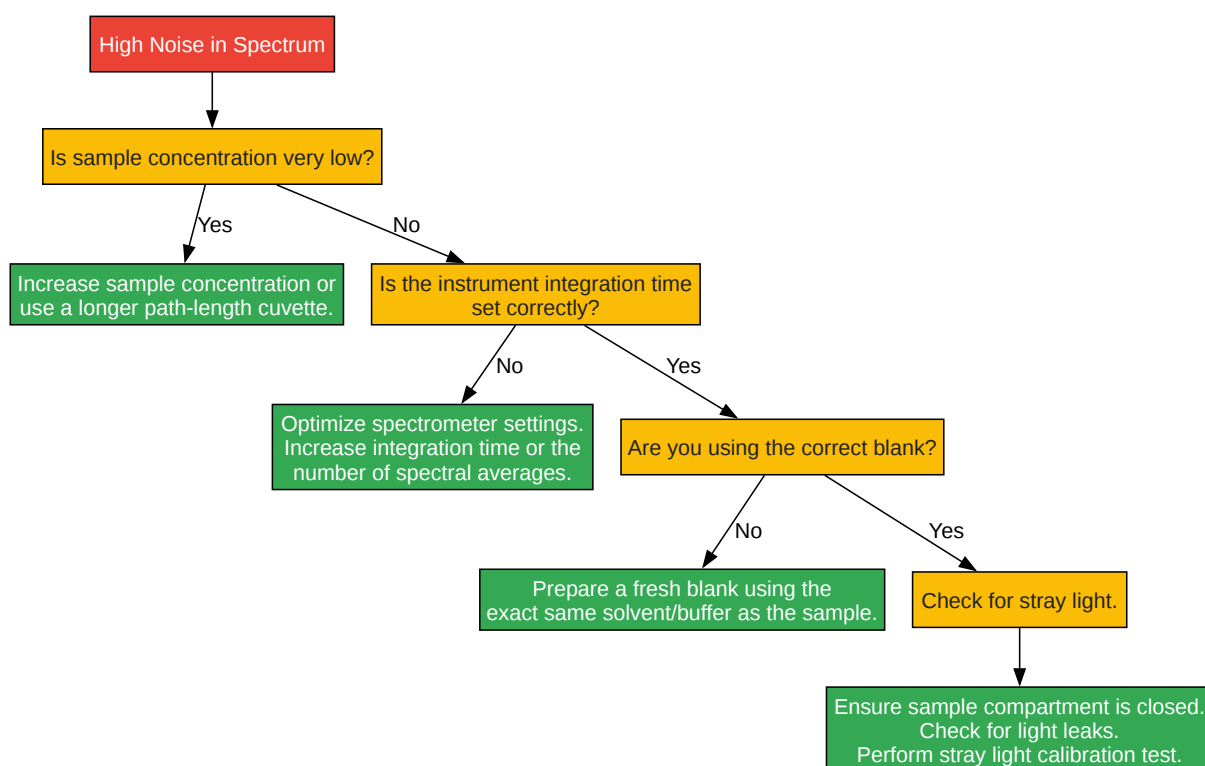 High Noise in Spectrum
Is sample concentration very low?
Yes
No
Increase sample concentration or
use a longer path-length cuvette.
Is the instrument integration time
set correctly?
No
Yes
Optimize spectrometer settings.
Increase integration time or the
number of spectral averages.
Are you using the correct blank?
No
Yes
Prepare a fresh blank using the
exact same solvent/buffer as the sample.
Check for stray light.
Ensure sample compartment is closed.
Check for light leaks.
Perform stray light calibration test.